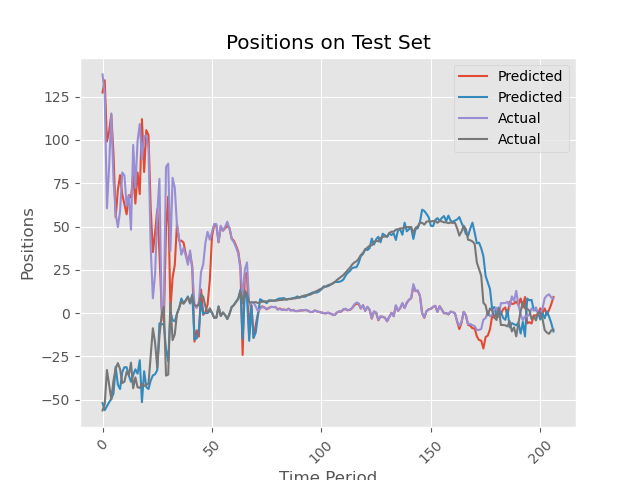 Positions on Test Set
Predicted
Predicted
Actual
Actual
Positions
125
100
75
50
25
0
−25
−50
0
50
100
150
200
Time Period